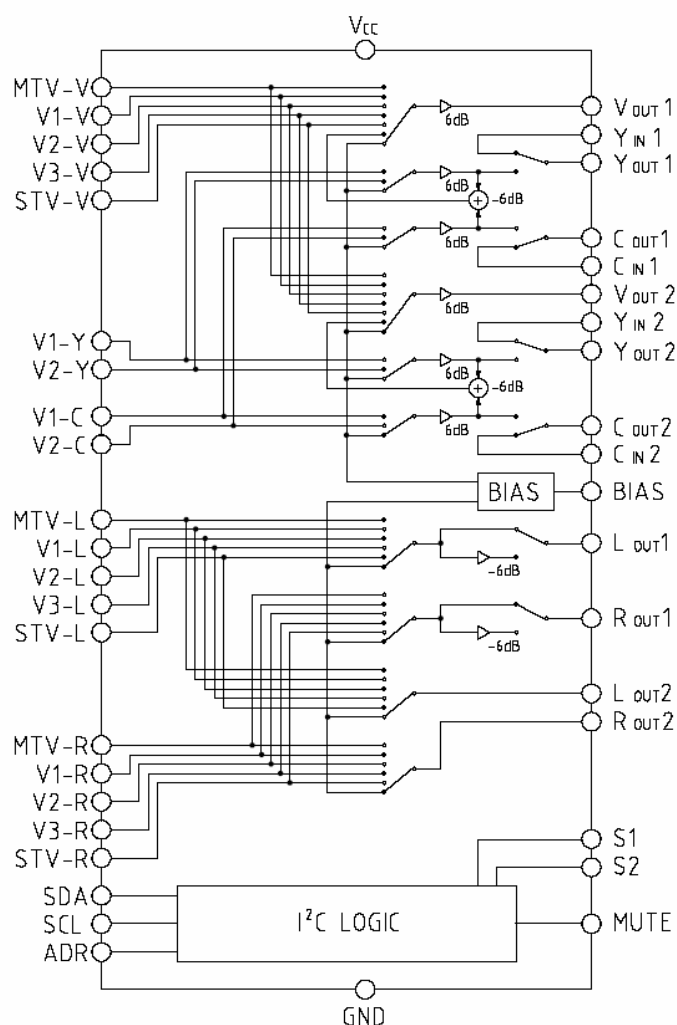 VCC
MTV-V
V1-V
V2-V
V3-V
STV-V
V1-Y
V2-Y
V1-C
V2-C
MTV-L
V1-L
V2-L
V3-L
STV-L
MTV-R
V1-R
V2-R
V3-R
STV-R
SDA
SCL
ADR
6dB
6dB
-6dB
6dB
6dB
6dB
-6dB
6dB
BIAS
-6dB
-6dB
I²C LOGIC
V OUT 1
Y IN 1
Y OUT 1
C OUT 1
C IN 1
V OUT 2
Y IN 2
Y OUT 2
C OUT 2
C IN 2
BIAS
L OUT 1
R OUT 1
L OUT 2
R OUT 2
S1
S2
MUTE
GND